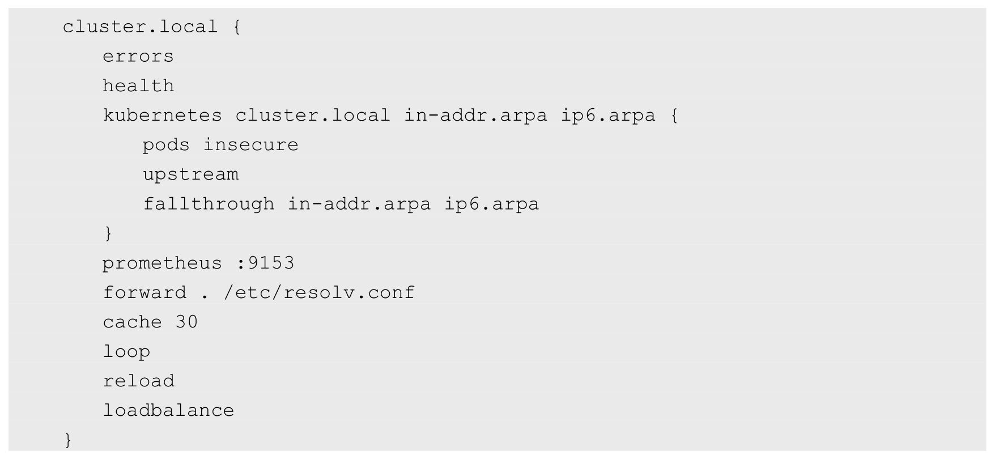 cluster.local {
errors
health
kubernetes cluster.local in-addr.arpa ip6.arpa {
pods insecure
upstream
fallthrough in-addr.arpa ip6.arpa
}
prometheus :9153
forward . /etc/resolv.conf
cache 30
loop
reload
loadbalance
}